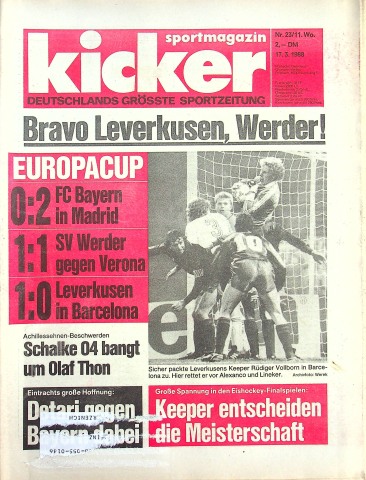 sportmagazin
kicker
DEUTSCHLANDS GRÖSSTE SPORTZEITUNG
Nr. 23/11. Wo.
2,– DM
17. 3. 1988
Bravo Leverkusen, Werder!
EUROPACUP
0:2 FC Bayern
in Madrid
1:1 SV Werder
gegen Verona
1:0 Leverkusen
in Barcelona
Achillessehnen-Beschwerden
Schalke 04 bangt
um Olaf Thon
Sicher packte Leverkusens Keeper Rüdiger Vollborn in Barce-
lona zu. Hier rettet er vor Alexanco und Lineker.
Eintrachts große Hoffnung:
Detari gegen
Bayern dabei
Große Spannung in den Eishockey-Finalspielen:
Keeper entscheiden
die Meisterschaft